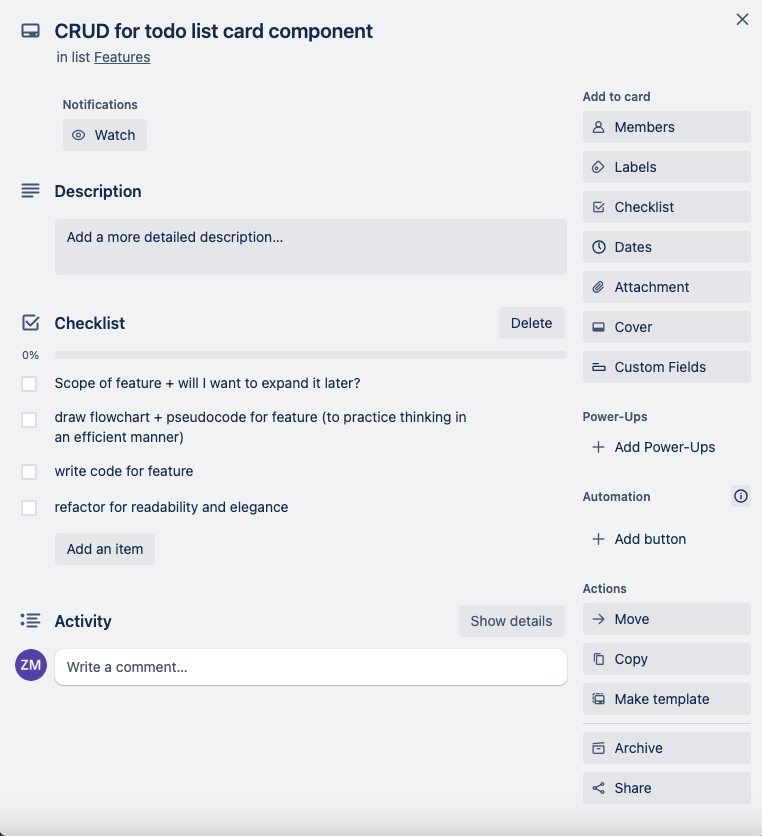 CRUD for todo list card component
in list Features
Notifications
Watch
Description
Add a more detailed description…
Checklist
Delete
0%
Scope of feature + will I want to expand it later?
draw flowchart + pseudocode for feature (to practice thinking in
an efficient manner)
write code for feature
refactor for readability and elegance
Add an item
Activity
Show details
ZM
Write a comment…
Add to card
Members
Labels
Checklist
Dates
Attachment
Cover
Custom Fields
Power-Ups
Add Power-Ups
Automation
Add button
Actions
Move
Copy
Make template
Archive
Share